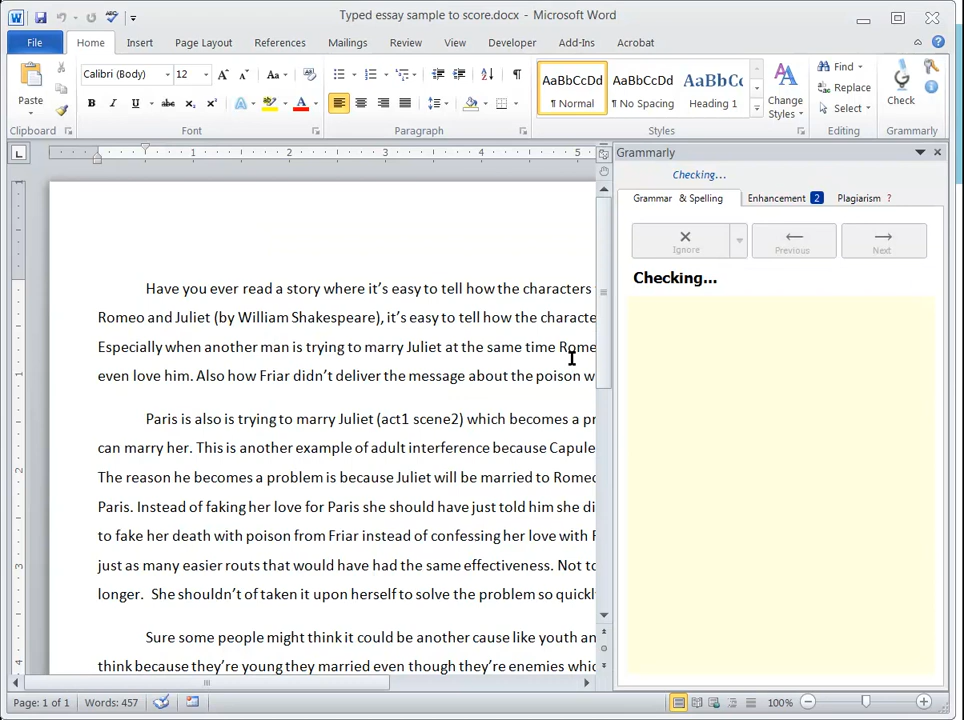 Typed essay sample to score.docx - Microsoft Word
File Home Insert Page Layout References Mailings Review View Developer Add-Ins Acrobat
Calibri (Body) 12 Aa
AaBbCcDd AaBbCcDd AaBbCc
Find
Replace
Select
Paste
B I U abc x₂ x² A A
¶ Normal ¶ No Spacing Heading 1
Change Styles
Check
Clipboard Font Paragraph Styles Editing Grammarly
1 2 3 4 5
Grammarly
Checking...
Grammar & Spelling Enhancement 2 Plagiarism ?
Ignore Previous Next
Checking...
Have you ever read a story where it’s easy to tell how the characters
Romeo and Juliet (by William Shakespeare), it’s easy to tell how the characte
Especially when another man is trying to marry Juliet at the same time Rome
even love him. Also how Friar didn’t deliver the message about the poison w
Paris is also is trying to marry Juliet (act1 scene2) which becomes a pr
can marry her. This is another example of adult interference because Capule
The reason he becomes a problem is because Juliet will be married to Romeo
Paris. Instead of faking her love for Paris she should have just told him she di
to fake her death with poison from Friar instead of confessing her love with
just as many easier routs that would have had the same effectiveness. Not to
longer. She shouldn’t of taken it upon herself to solve the problem so quickl
Sure some people might think it could be another cause like youth an
think because they’re young they married even though they’re enemies whic
Page: 1 of 1 Words: 457 100%